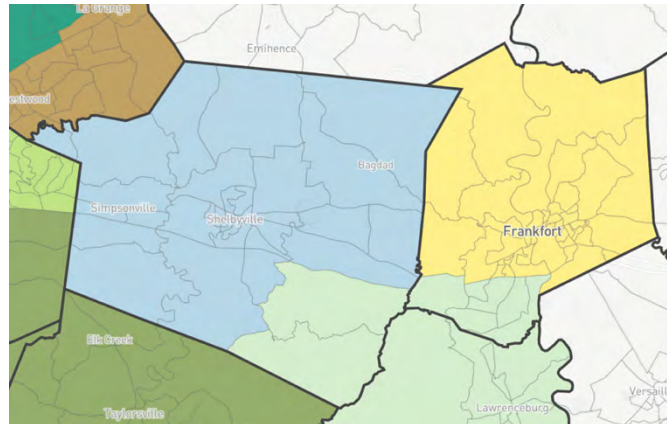 La Grange
Eminence
estwood
Bagdad
Simpsonville
Shelbyville
Frankfort
Elk Creek
Versaill
Taylorsville
Lawrenceburg